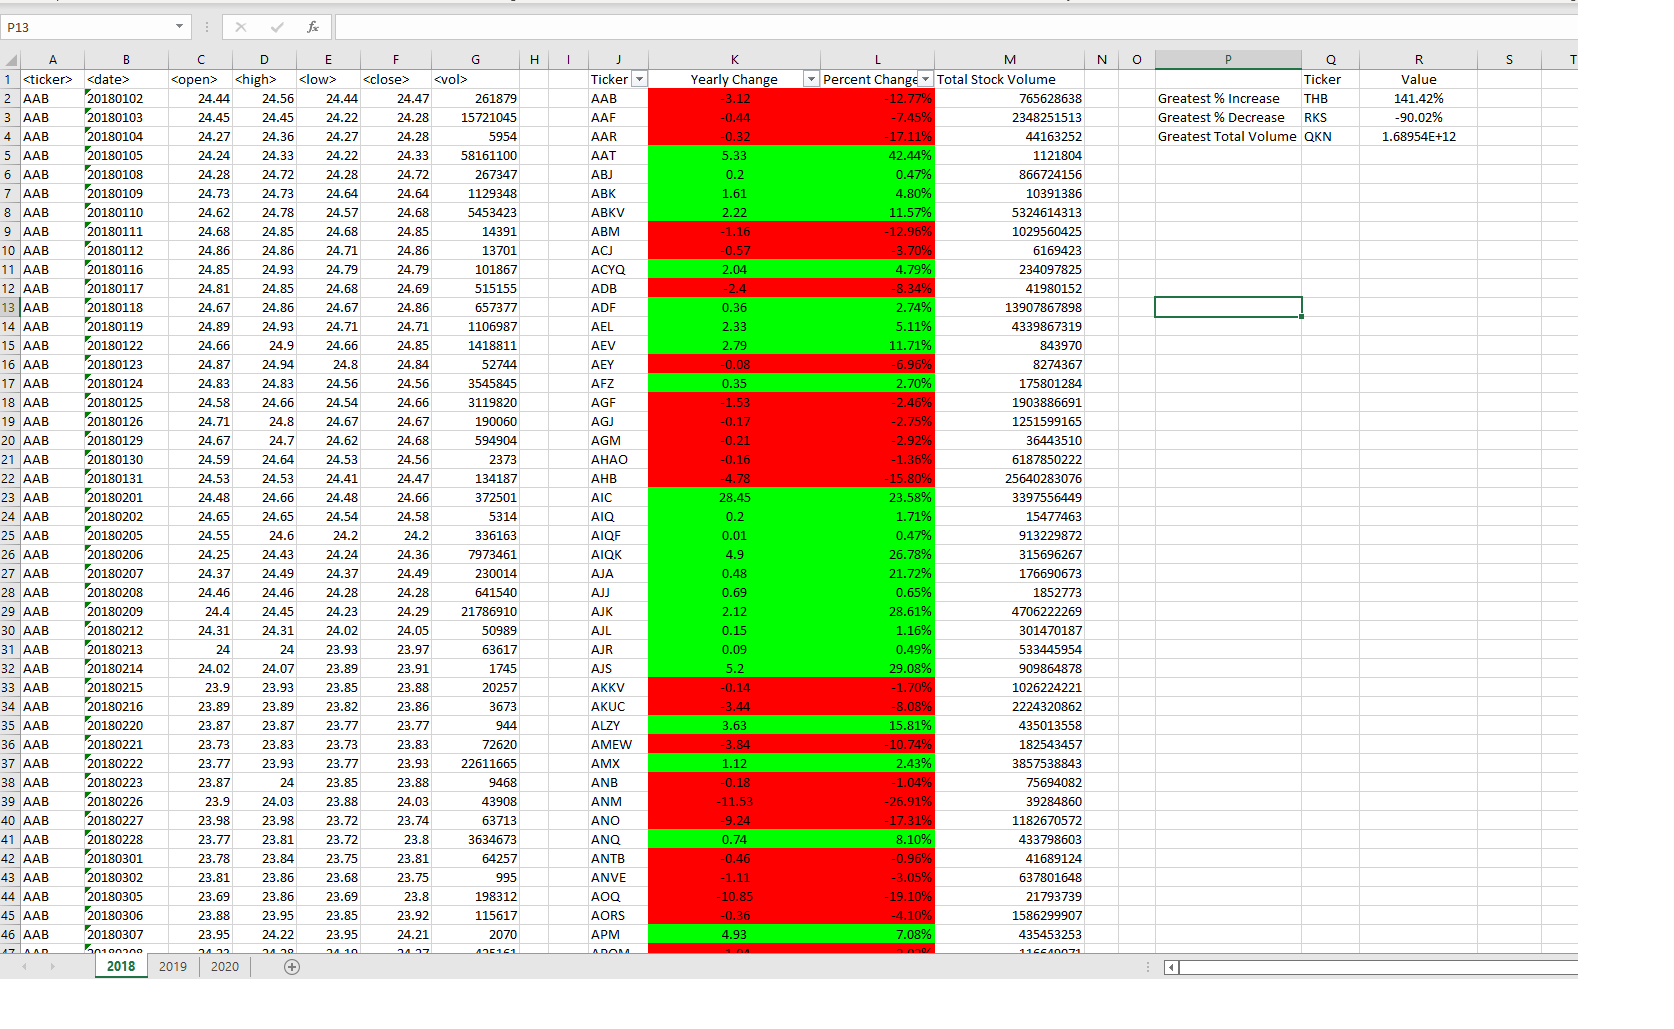 P13 fx
A B C D E F G H I J K L M N O P Q R S T
1 <ticker> <date> <open> <high> <low> <close> <vol> Ticker Yearly Change Percent Change Total Stock Volume Ticker Value
2 AAB 20180102 24.44 24.56 24.44 24.47 261879 AAB -3.12 -12.77% 765628638 Greatest % Increase THB 141.42%
3 AAB 20180103 24.45 24.45 24.22 24.28 15721045 AAF -0.44 -7.45% 2348251513 Greatest % Decrease RKS -90.02%
4 AAB 20180104 24.27 24.36 24.27 24.28 5954 AAR -0.32 -17.11% 44163252 Greatest Total Volume QKN 1.68954E+12
5 AAB 20180105 24.24 24.33 24.22 24.33 58161100 AAT 5.33 42.44% 1121804
6 AAB 20180108 24.28 24.72 24.28 24.72 267347 ABJ 0.2 0.47% 866724156
7 AAB 20180109 24.73 24.73 24.64 24.64 1129348 ABK 1.61 4.80% 10391386
8 AAB 20180110 24.62 24.78 24.57 24.68 5453423 ABKV 2.22 11.57% 5324614313
9 AAB 20180111 24.68 24.85 24.68 24.85 14391 ABM -1.16 -12.96% 1029560425
10 AAB 20180112 24.86 24.86 24.71 24.86 13701 ACJ -0.57 -3.70% 6169423
11 AAB 20180116 24.85 24.93 24.79 24.79 101867 ACYQ 2.04 4.79% 234097825
12 AAB 20180117 24.81 24.85 24.68 24.69 515155 ADB -2.4 -8.34% 41980152
13 AAB 20180118 24.67 24.86 24.67 24.86 657377 ADF 0.36 2.74% 13907867898
14 AAB 20180119 24.89 24.93 24.71 24.71 1106987 AEL 2.33 5.11% 4339867319
15 AAB 20180122 24.66 24.9 24.66 24.85 1418811 AEV 2.79 11.71% 843970
16 AAB 20180123 24.87 24.94 24.8 24.84 52744 AEY -0.08 -6.96% 8274367
17 AAB 20180124 24.83 24.83 24.56 24.56 3545845 AFZ 0.35 2.70% 175801284
18 AAB 20180125 24.58 24.66 24.54 24.66 3119820 AGF -1.53 -2.46% 1903886691
19 AAB 20180126 24.71 24.8 24.67 24.67 190060 AGJ -0.17 -2.75% 1251599165
20 AAB 20180129 24.67 24.7 24.62 24.68 594904 AGM -0.21 -2.92% 36443510
21 AAB 20180130 24.59 24.64 24.53 24.56 2373 AHAO -0.16 -1.36% 6187850222
22 AAB 20180131 24.53 24.53 24.41 24.47 134187 AHB -4.78 -15.80% 25640283076
23 AAB 20180201 24.48 24.66 24.48 24.66 372501 AIC 28.45 23.58% 3397556449
24 AAB 20180202 24.65 24.65 24.54 24.58 5314 AIQ 0.2 1.71% 15477463
25 AAB 20180205 24.55 24.6 24.2 24.2 336163 AIQF 0.01 0.47% 913229872
26 AAB 20180206 24.25 24.43 24.24 24.36 7973461 AIQK 4.9 26.78% 315696267
27 AAB 20180207 24.37 24.49 24.37 24.49 230014 AJA 0.48 21.72% 176690673
28 AAB 20180208 24.46 24.46 24.28 24.28 641540 AJJ 0.69 0.65% 1852773
29 AAB 20180209 24.4 24.45 24.23 24.29 21786910 AJK 2.12 28.61% 4706222269
30 AAB 20180212 24.31 24.31 24.02 24.05 50989 AJL 0.15 1.16% 301470187
31 AAB 20180213 24 24 23.93 23.97 63617 AJR 0.09 0.49% 533445954
32 AAB 20180214 24.02 24.07 23.89 23.91 1745 AJS 5.2 29.08% 909864878
33 AAB 20180215 23.9 23.93 23.85 23.88 20257 AKKV -0.14 -1.70% 1026224221
34 AAB 20180216 23.89 23.89 23.82 23.86 3673 AKUC -3.44 -8.08% 2224320862
35 AAB 20180220 23.87 23.87 23.77 23.77 944 ALZY 3.63 15.81% 435013558
36 AAB 20180221 23.73 23.83 23.73 23.83 72620 AMEW -3.84 -10.74% 182543457
37 AAB 20180222 23.77 23.93 23.77 23.93 22611665 AMX 1.12 2.43% 3857538843
38 AAB 20180223 23.87 24 23.85 23.88 9468 ANB -0.18 -1.04% 75694082
39 AAB 20180226 23.9 24.03 23.88 24.03 43908 ANM -11.53 -26.91% 39284860
40 AAB 20180227 23.98 23.98 23.72 23.74 63713 ANO -9.24 -17.31% 1182670572
41 AAB 20180228 23.77 23.81 23.72 23.8 3634673 ANQ 0.74 8.10% 433798603
42 AAB 20180301 23.78 23.84 23.75 23.81 64257 ANTB -0.46 -0.96% 41689124
43 AAB 20180302 23.81 23.86 23.68 23.75 995 ANVE -1.11 -3.05% 637801648
44 AAB 20180305 23.69 23.86 23.69 23.8 198312 AOQ -10.85 -19.10% 21793739
45 AAB 20180306 23.88 23.95 23.85 23.92 115617 AORS -0.36 -4.10% 1586299907
46 AAB 20180307 23.95 24.22 23.95 24.21 2070 APM 4.93 7.08% 435453253
2018 2019 2020